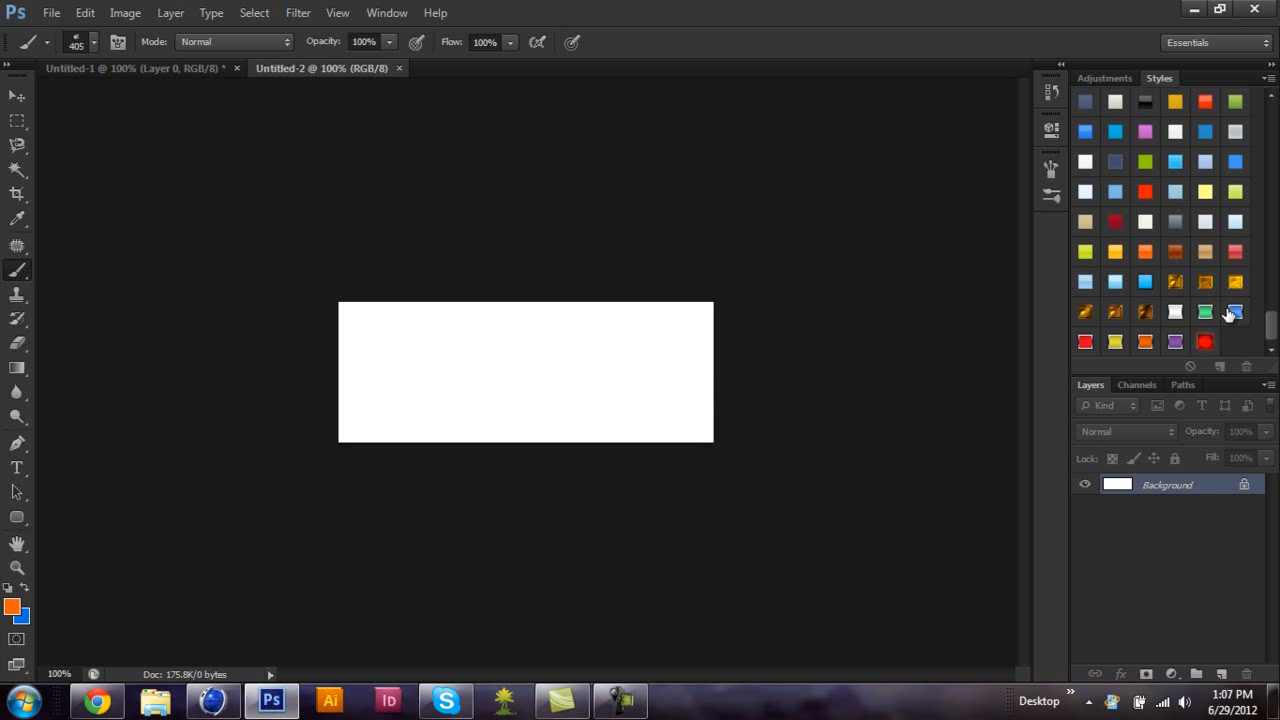 Ps File Edit Image Layer Type Select Filter View Window Help
405 Mode: Normal Opacity: 100% Flow: 100% Essentials
Untitled-1 @ 100% (Layer 0, RGB/8) * × Untitled-2 @ 100% (RGB/8) ×
Adjustments Styles
Layers Channels Paths
Kind
Normal Opacity: 100%
Lock: Fill: 100%
Background
100% Doc: 175.8K/0 bytes
Ps Ai Id S Desktop 1:07 PM
6/29/2012